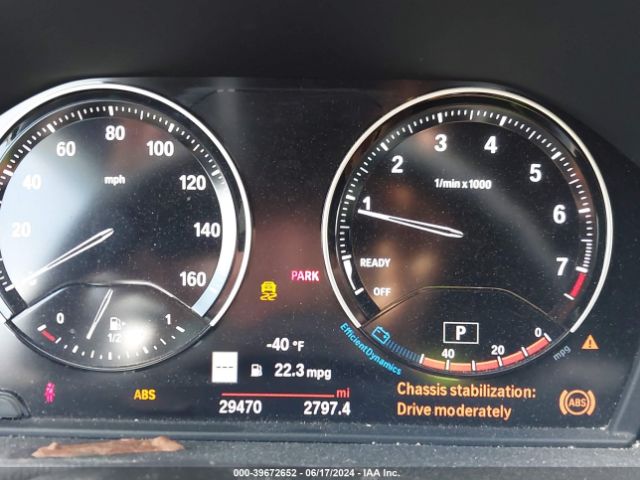 20
40
60
80
100
120
140
160
mph
0
1/2
1
1
2
3
4
5
6
7
1/min x 1000
READY
OFF
PARK
P
EfficientDynamics
40
20
0
mpg
-40 °F
---
22.3 mpg
mi
29470
2797.4
ABS
Chassis stabilization:
Drive moderately
ABS
000-39672652 - 06/17/2024 - IAA Inc.